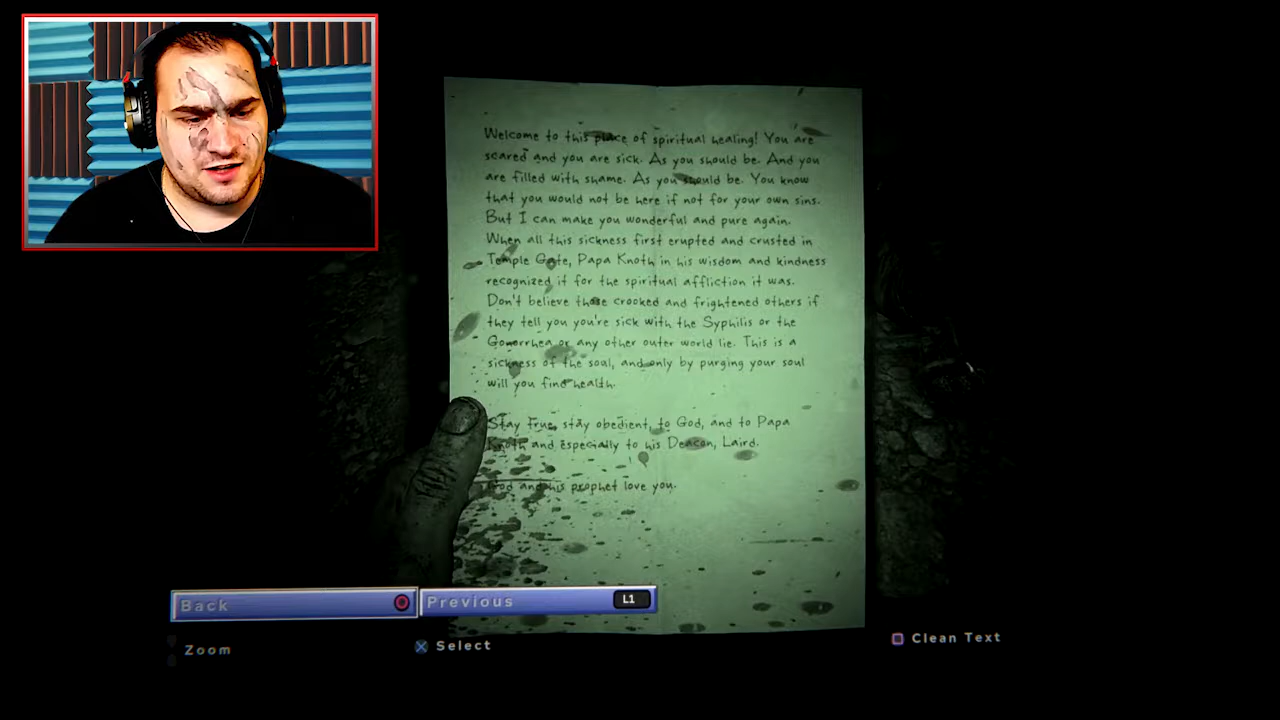 Welcome to this place of spiritual healing! You are
scared and you are sick. As you should be. And you
are filled with shame. As you should be. You know
that you would not be here if not for your own sins.
But I can make you wonderful and pure again.
When all this sickness first erupted and crusted in
Temple Gate, Papa Knoth in his wisdom and kindness
recognized it for the spiritual affliction it was.
Don't believe those crooked and frightened others if
they tell you you're sick with the Syphilis or the
Gonorrhea or any other outer world lie. This is a
sickness of the soul, and only by purging your soul
will you find health.
Stay true, stay obedient, to God, and to Papa
Knoth and especially to his Deacon, Laird.
God and his prophet love you.
Back
Previous L1
Zoom
Select
Clean Text